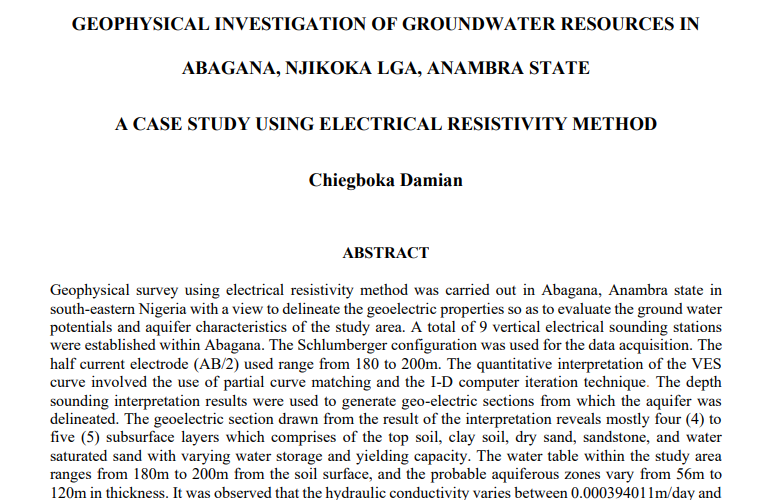 GEOPHYSICAL INVESTIGATION OF GROUNDWATER RESOURCES IN
ABAGANA, NJIKOKA LGA, ANAMBRA STATE
A CASE STUDY USING ELECTRICAL RESISTIVITY METHOD
Chiegboka Damian
ABSTRACT
Geophysical survey using electrical resistivity method was carried out in Abagana, Anambra state in
south-eastern Nigeria with a view to delineate the geoelectric properties so as to evaluate the ground water
potentials and aquifer characteristics of the study area. A total of 9 vertical electrical sounding stations
were established within Abagana. The Schlumberger configuration was used for the data acquisition. The
half current electrode (AB/2) used range from 180 to 200m. The quantitative interpretation of the VES
curve involved the use of partial curve matching and the I-D computer iteration technique. The depth
sounding interpretation results were used to generate geo-electric sections from which the aquifer was
delineated. The geoelectric section drawn from the result of the interpretation reveals mostly four (4) to
five (5) subsurface layers which comprises of the top soil, clay soil, dry sand, sandstone, and water
saturated sand with varying water storage and yielding capacity. The water table within the study area
ranges from 180m to 200m from the soil surface, and the probable aquiferous zones vary from 56m to
120m in thickness. It was observed that the hydraulic conductivity varies between 0.000394011m/day and